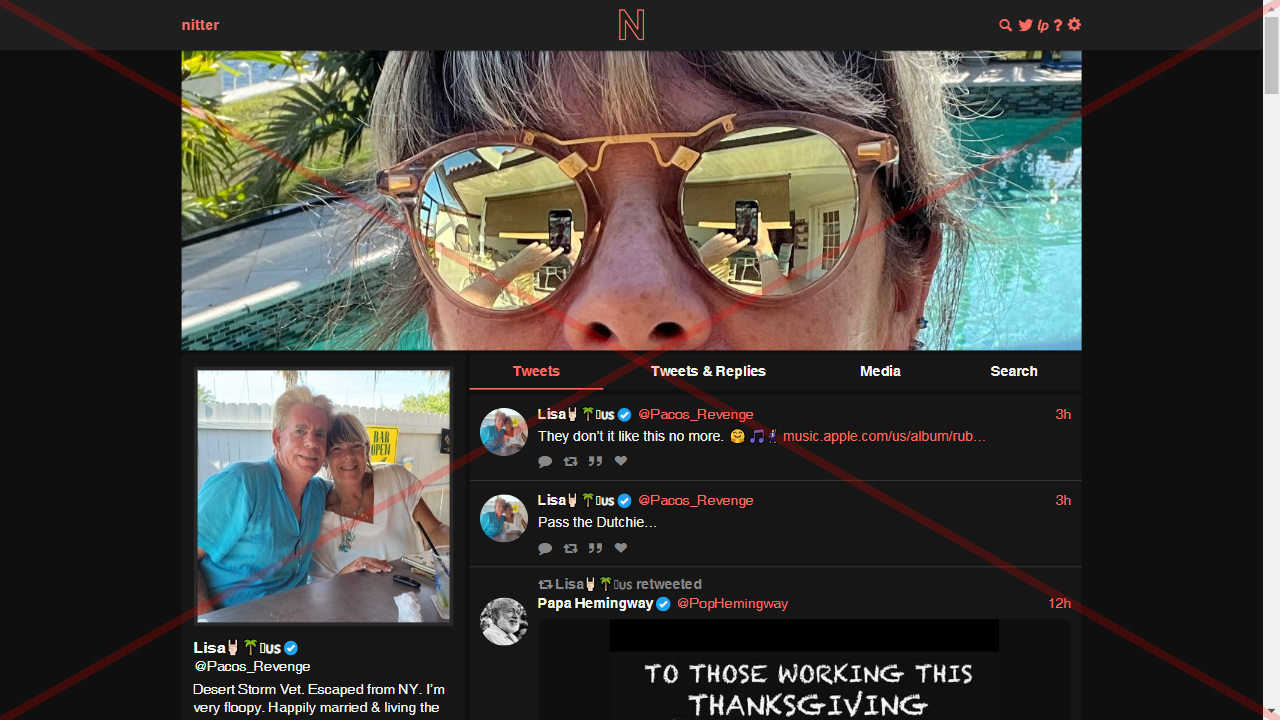 nitter
N
lp ?
Tweets Tweets & Replies Media Search
BAR
OPEN
Lisa🤘🏻🌴 @Pacos_Revenge 3h
They don't it like this no more. 🤗 🎵 music.apple.com/us/album/rub…
Lisa🤘🏻🌴 @Pacos_Revenge 3h
Pass the Dutchie…
Lisa🤘🏻🌴 retweeted
Papa Hemingway @PopHemingway 12h
TO THOSE WORKING THIS
THANKSGIVING
Lisa🤘🏻🌴
@Pacos_Revenge
Desert Storm Vet. Escaped from NY. I'm
very floopy. Happily married & living the